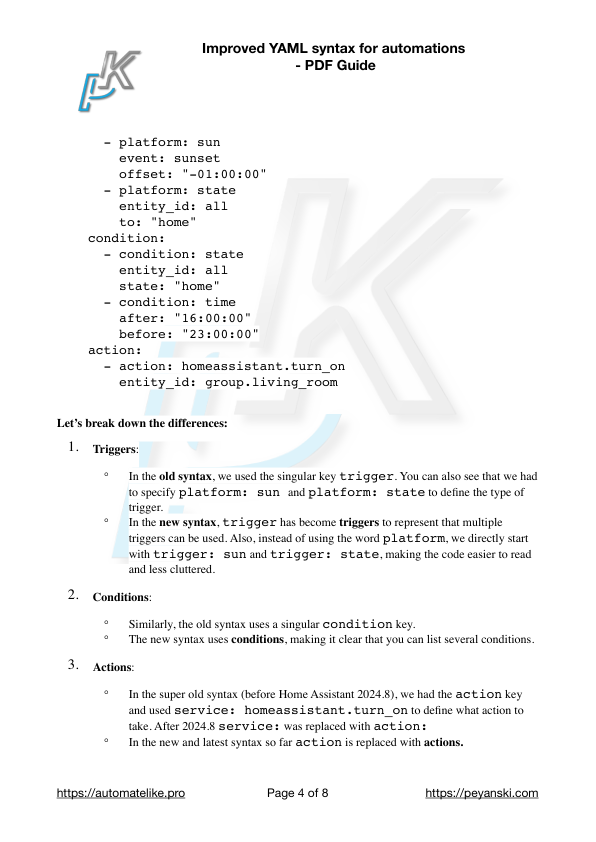 Improved YAML syntax for automations
- PDF Guide
- platform: sun
event: sunset
offset: "-01:00:00"
- platform: state
entity_id: all
to: "home"
condition:
- condition: state
entity_id: all
state: "home"
- condition: time
after: "16:00:00"
before: "23:00:00"
action:
- action: homeassistant.turn_on
entity_id: group.living_room
Let's break down the differences:
1. Triggers:
° In the old syntax, we used the singular key trigger. You can also see that we had
to specify platform: sun and platform: state to define the type of
trigger.
° In the new syntax, trigger has become triggers to represent that multiple
triggers can be used. Also, instead of using the word platform, we directly start
with trigger: sun and trigger: state, making the code easier to read
and less cluttered.
2. Conditions:
° Similarly, the old syntax uses a singular condition key.
° The new syntax uses conditions, making it clear that you can list several conditions.
3. Actions:
° In the super old syntax (before Home Assistant 2024.8), we had the action key
and used service: homeassistant.turn_on to define what action to
take. After 2024.8 service: was replaced with action:
° In the new and latest syntax so far action is replaced with actions.
https://automatelike.pro Page 4 of 8 https://peyanski.com